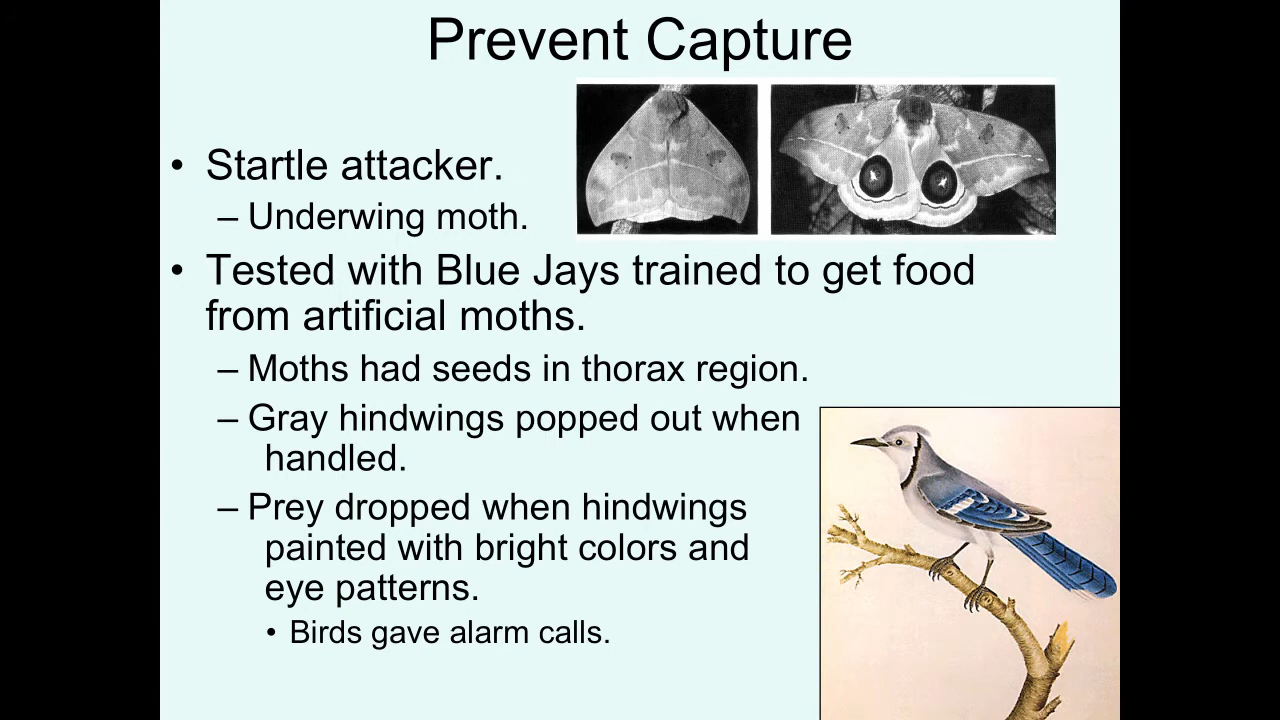 Prevent Capture
• Startle attacker.
– Underwing moth.
• Tested with Blue Jays trained to get food
from artificial moths.
– Moths had seeds in thorax region.
– Gray hindwings popped out when
handled.
– Prey dropped when hindwings
painted with bright colors and
eye patterns.
• Birds gave alarm calls.